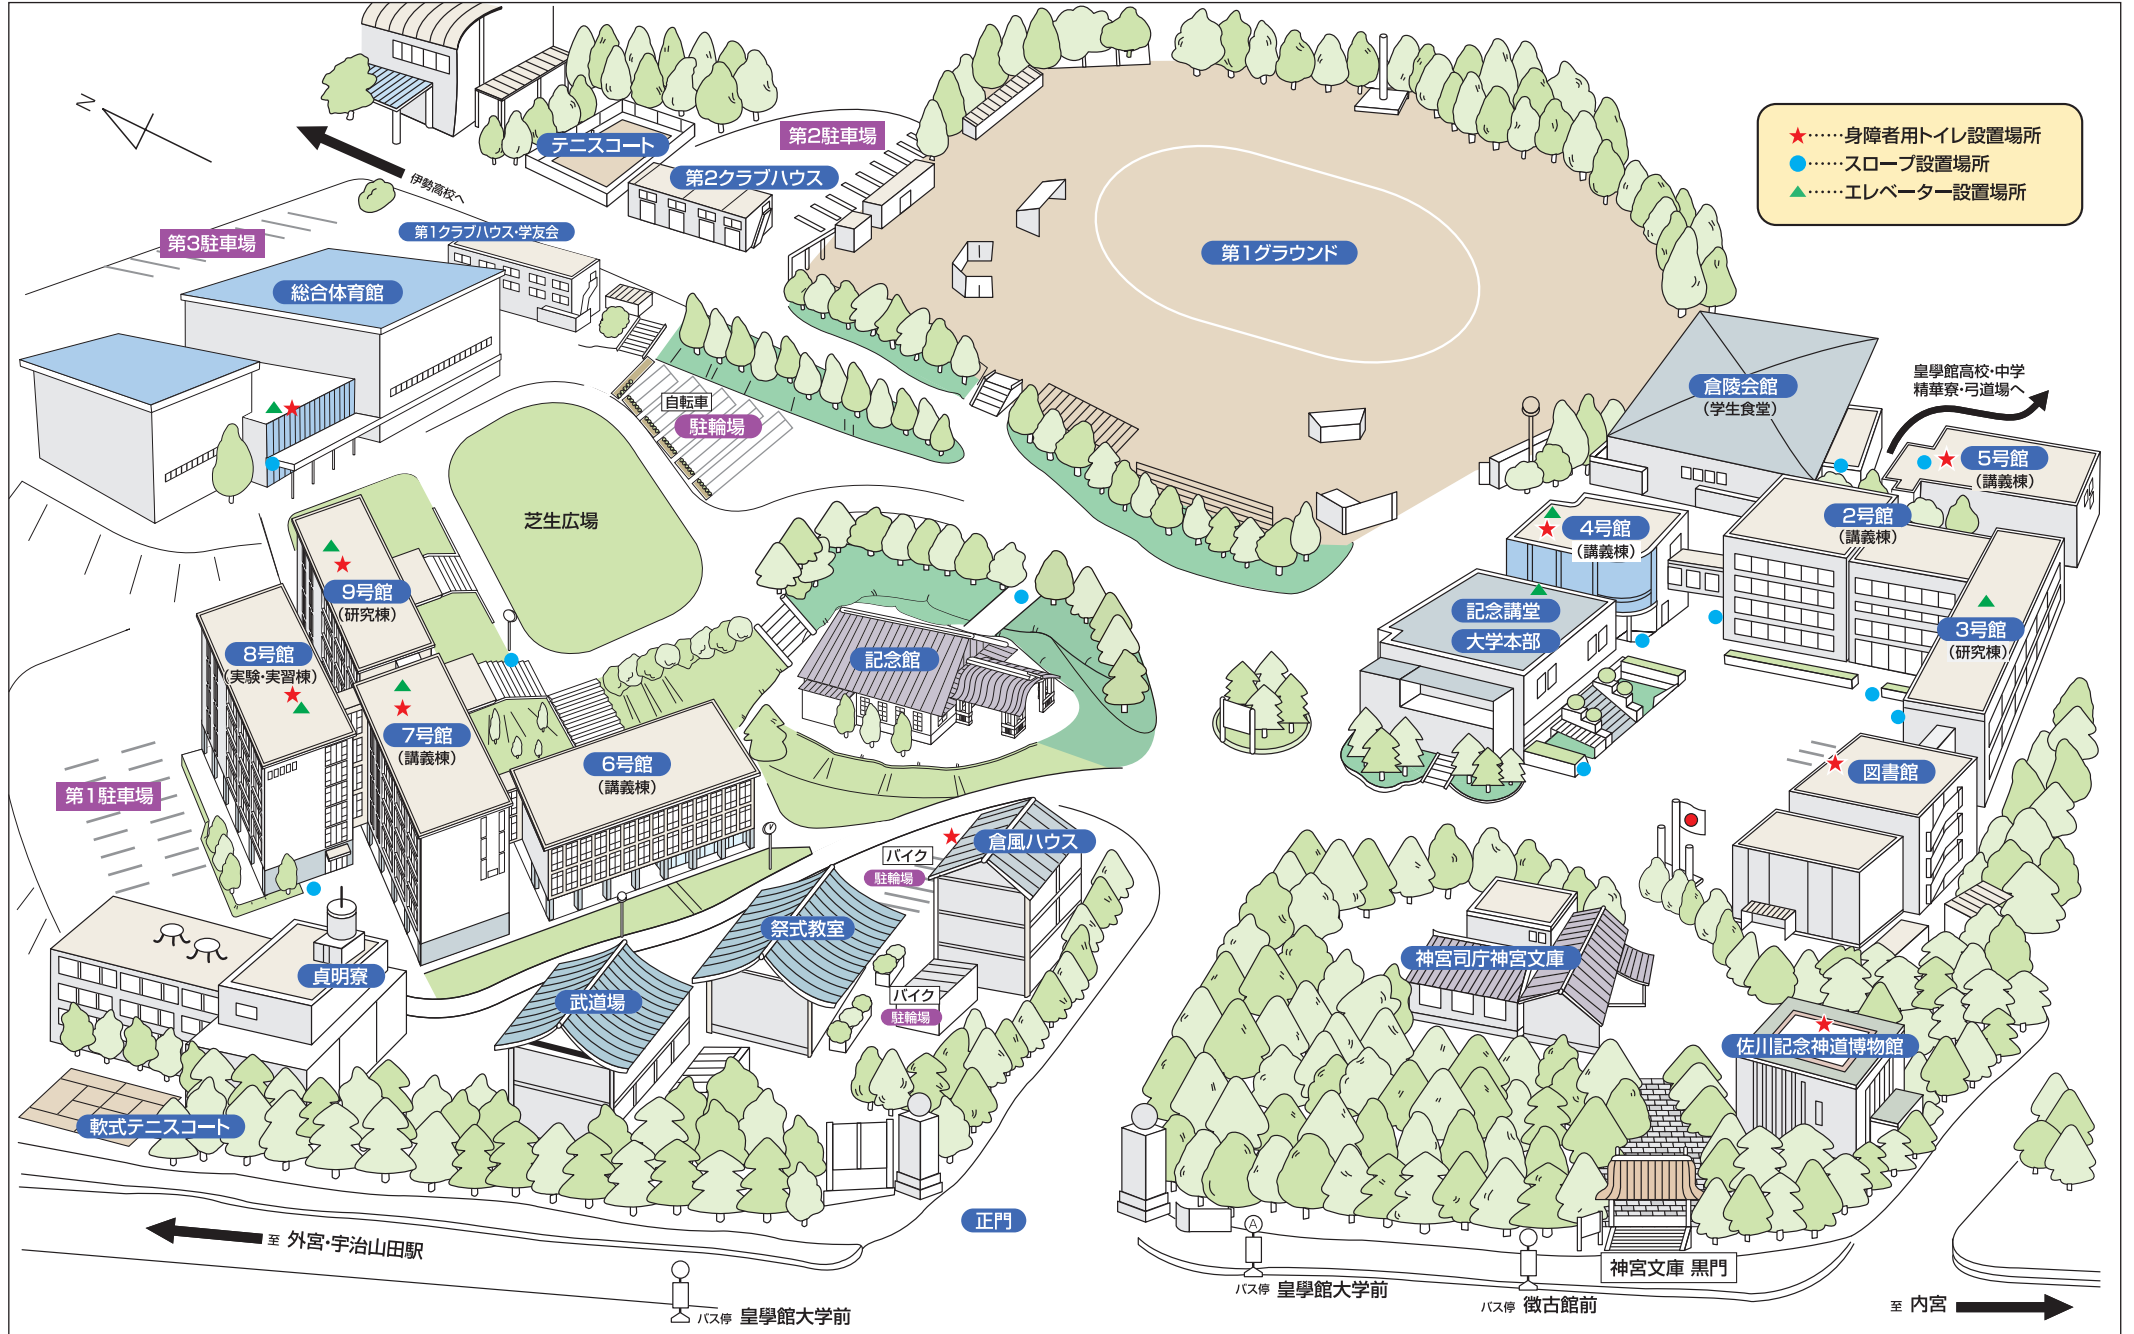 N
伊勢高校へ
テニスコート
第2駐車場
第2クラブハウス
第3駐車場
第1クラブハウス・学友会
総合体育館
第1グラウンド
★……身障者用トイレ設置場所
●……スロープ設置場所
▲……エレベーター設置場所
自転車
駐輪場
芝生広場
倉陵会館
(学生食堂)
皇學館高校・中学
精華寮・弓道場へ
5号館
(講義棟)
2号館
(講義棟)
4号館
(講義棟)
記念講堂
大学本部
3号館
(研究棟)
9号館
(研究棟)
8号館
(実験・実習棟)
7号館
(講義棟)
6号館
(講義棟)
記念館
第1駐車場
図書館
倉風ハウス
バイク
駐輪場
祭式教室
バイク
駐輪場
武道場
貞明寮
軟式テニスコート
神宮司庁神宮文庫
佐川記念神道博物館
正門
至 外宮・宇治山田駅
バス停 皇學館大学前
A
バス停 皇學館大学前
バス停 徴古館前
神宮文庫 黒門
至 内宮